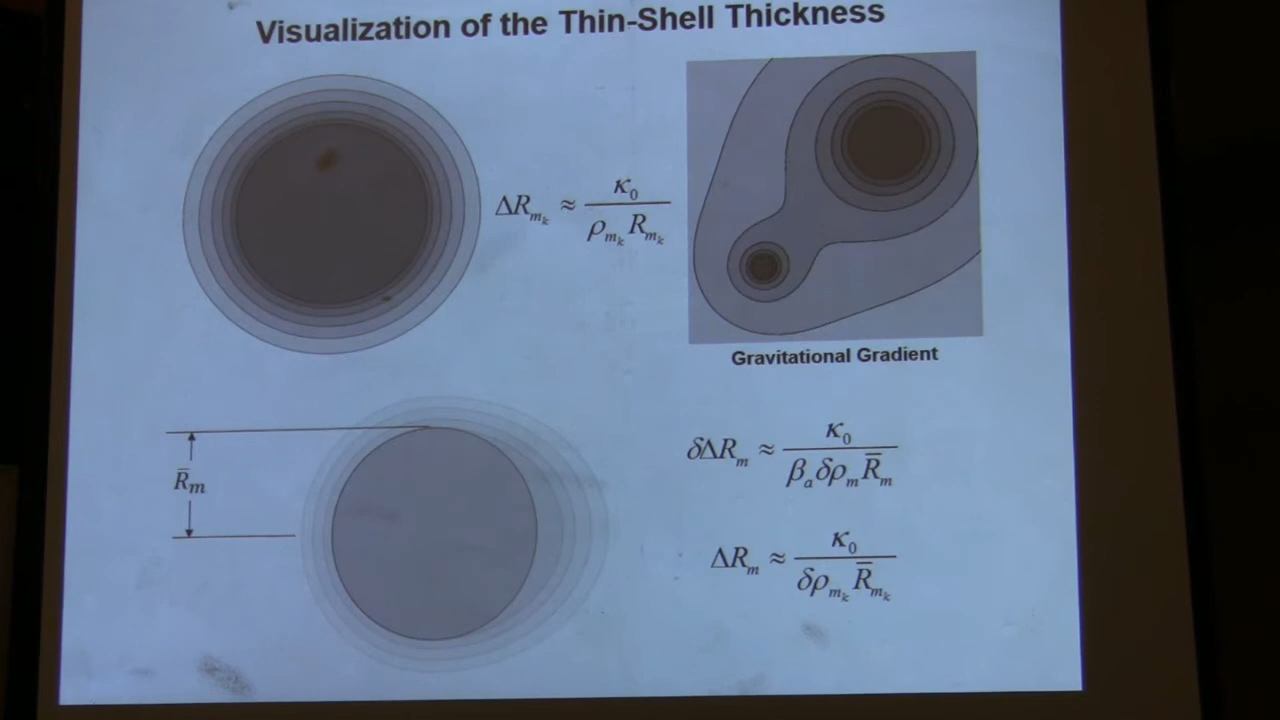 Visualization of the Thin-Shell Thickness
ΔR_{m_k} ≈ κ_0 / (ρ_{m_k} R_{m_k})
Gravitational Gradient
R̄_m
δΔR_m ≈ κ_0 / (β_a δρ_m R̄_m)
ΔR_m ≈ κ_0 / (δρ_{m_k} R̄_{m_k})